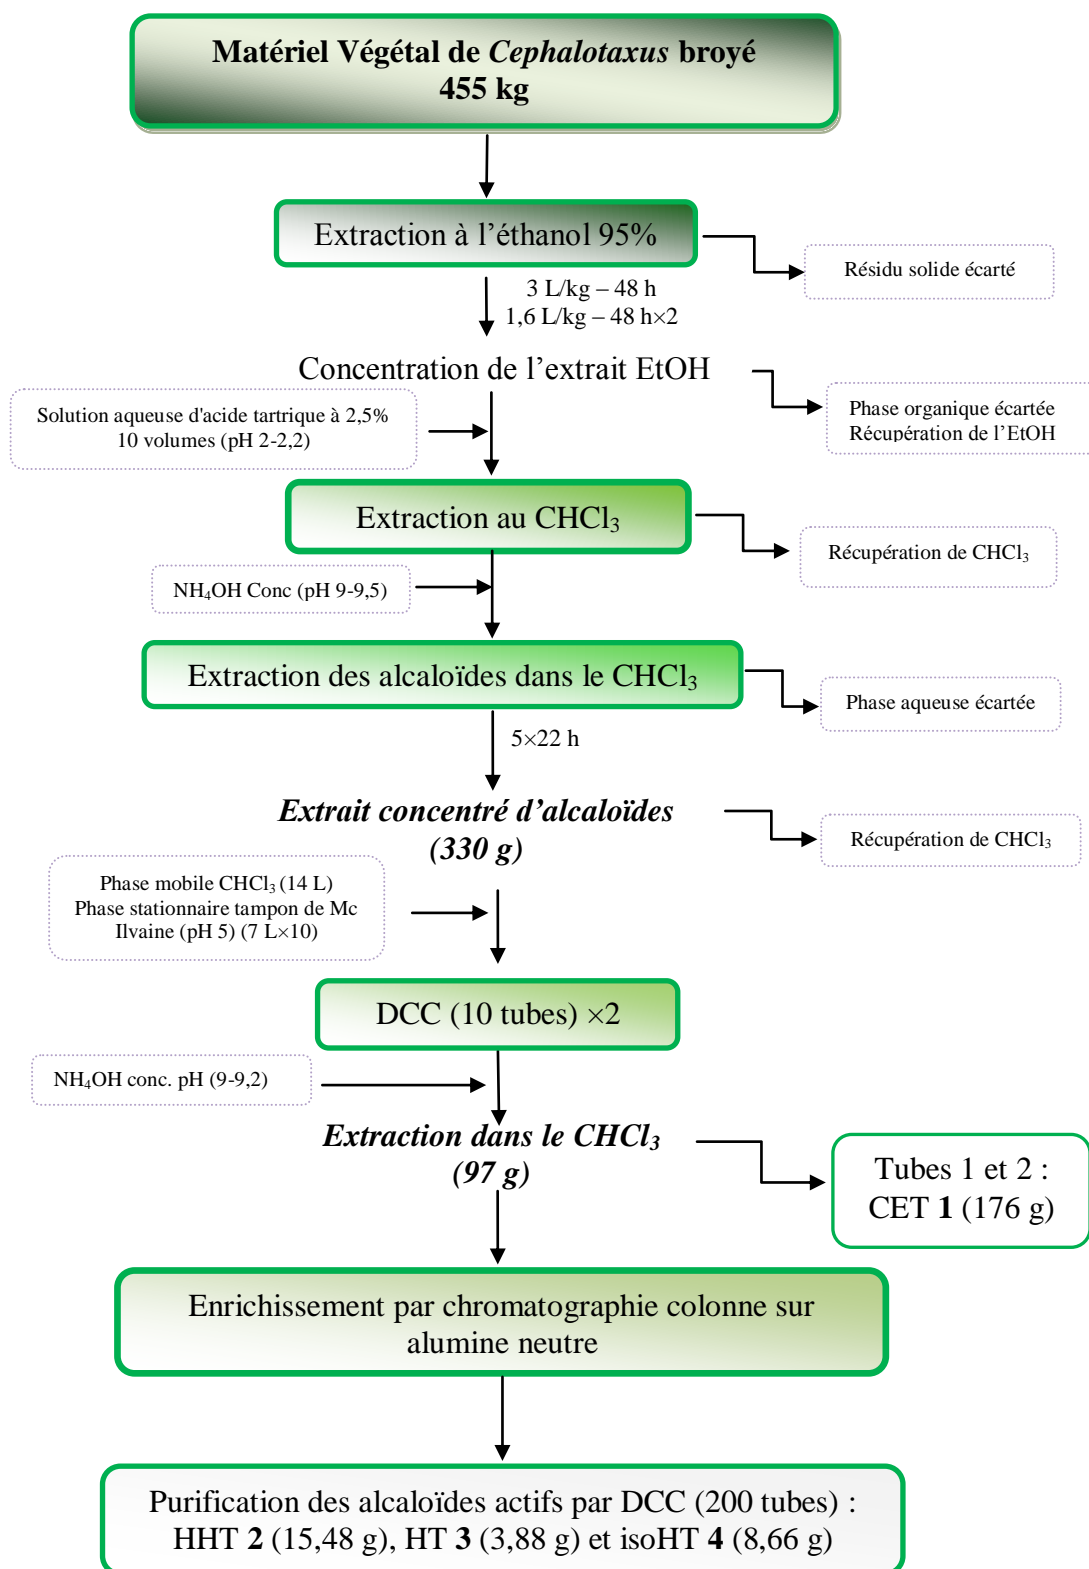 Matériel Végétal de Cephalotaxus broyé
455 kg
Extraction à l’éthanol 95%
Résidu solide écarté
3 L/kg – 48 h
1,6 L/kg – 48 h×2
Concentration de l’extrait EtOH
Phase organique écartée
Récupération de l’EtOH
Solution aqueuse d'acide tartrique à 2,5%
10 volumes (pH 2-2,2)
Extraction au CHCl₃
Récupération de CHCl₃
NH₄OH Conc (pH 9-9,5)
Extraction des alcaloïdes dans le CHCl₃
Phase aqueuse écartée
5×22 h
Extrait concentré d’alcaloïdes
(330 g)
Récupération de CHCl₃
Phase mobile CHCl₃ (14 L)
Phase stationnaire tampon de Mc
Ilvaine (pH 5) (7 L×10)
DCC (10 tubes) ×2
NH₄OH conc. pH (9-9,2)
Extraction dans le CHCl₃
(97 g)
Tubes 1 et 2 :
CET 1 (176 g)
Enrichissement par chromatographie colonne sur
alumine neutre
Purification des alcaloïdes actifs par DCC (200 tubes) :
HHT 2 (15,48 g), HT 3 (3,88 g) et isoHT 4 (8,66 g)